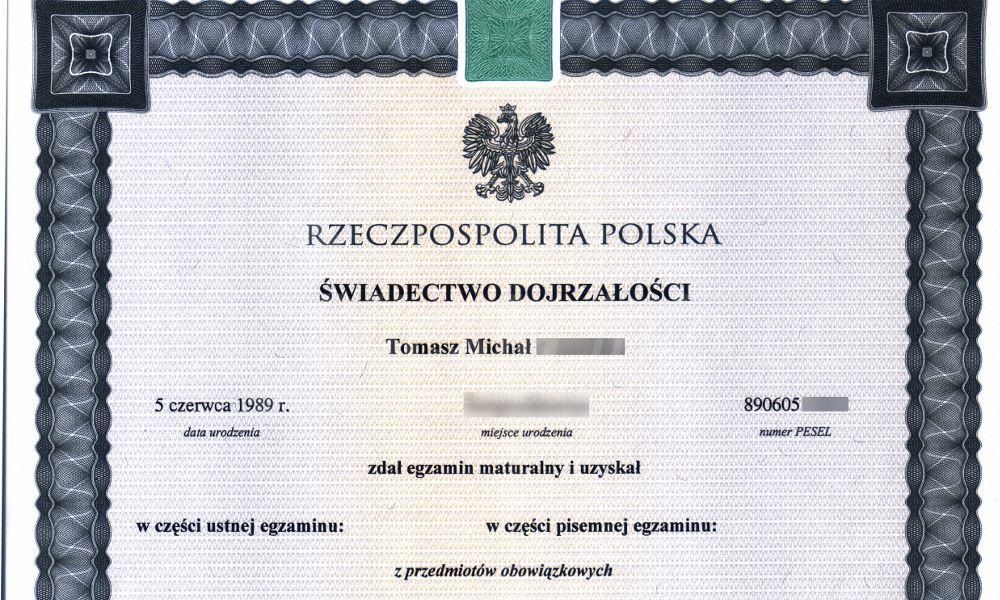 RZECZPOSPOLITA POLSKA
ŚWIADECTWO DOJRZAŁOŚCI
Tomasz Michał
5 czerwca 1989 r. 890605
data urodzenia miejsce urodzenia numer PESEL
zdał egzamin maturalny i uzyskał
w części ustnej egzaminu: w części pisemnej egzaminu:
z przedmiotów obowiązkowych